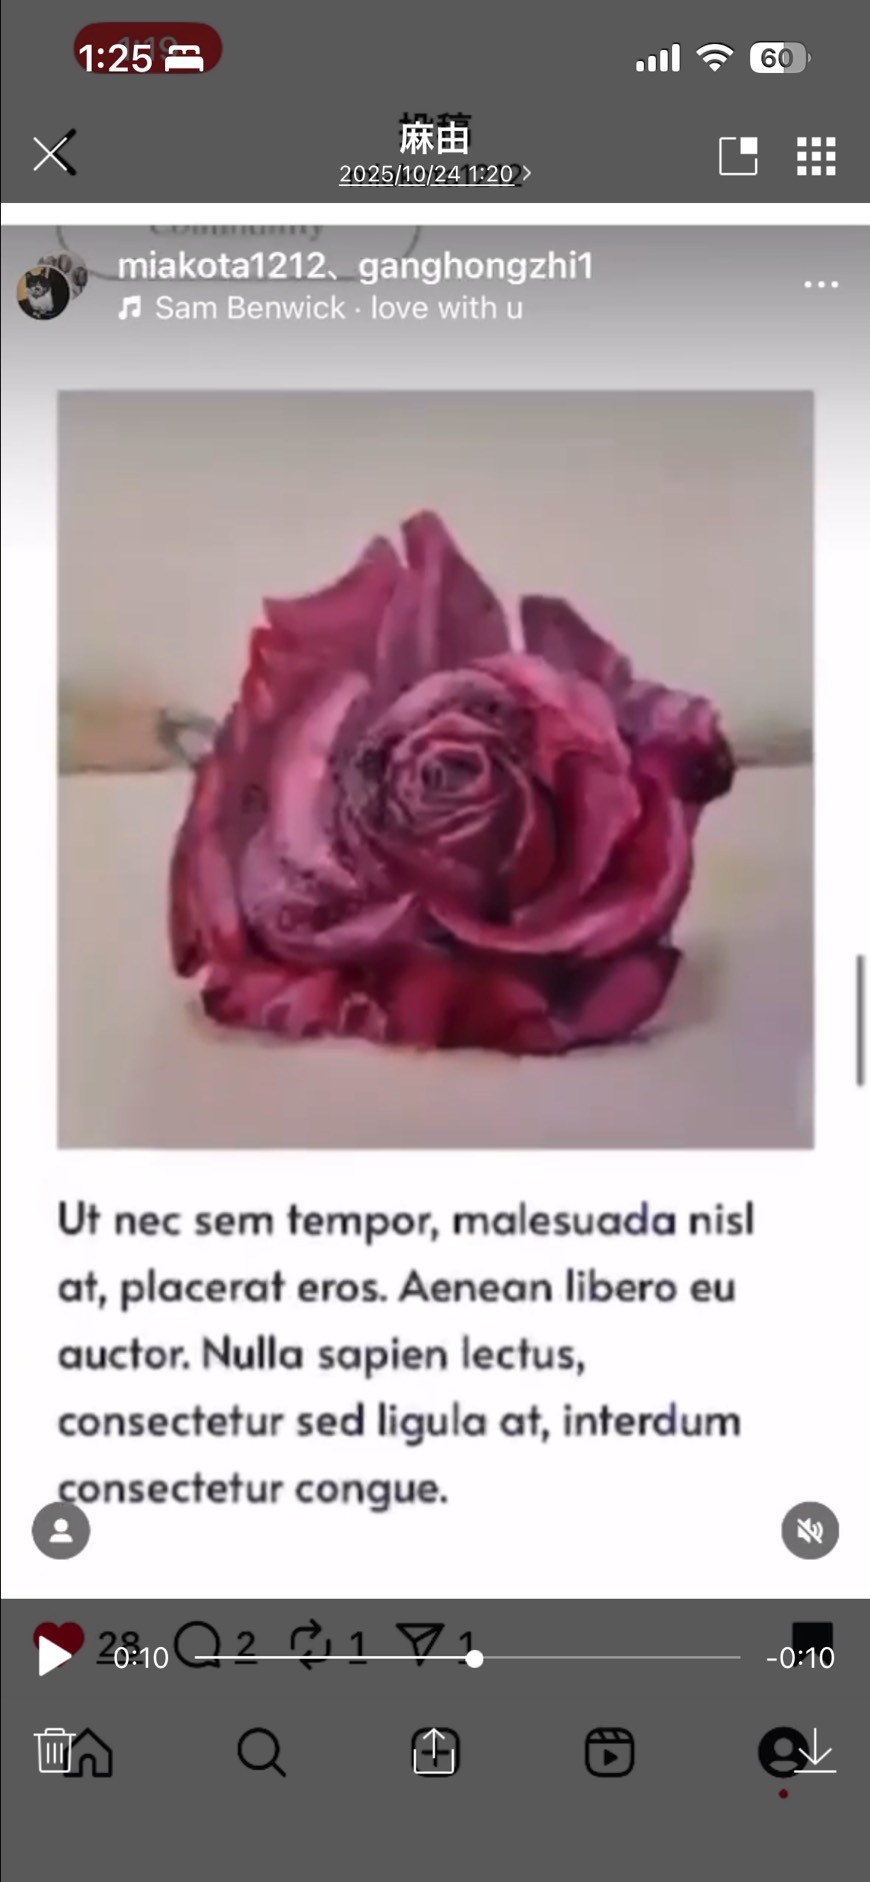 1:25
60
麻由
2025/10/24 1:20
Community
miakota1212、ganghongzhi1
Sam Benwick · love with u
Ut nec sem tempor, malesuada nisl
at, placerat eros. Aenean libero eu
auctor. Nulla sapien lectus,
consectetur sed ligula at, interdum
consectetur congue.
28 2 1 1
0:10 -0:10